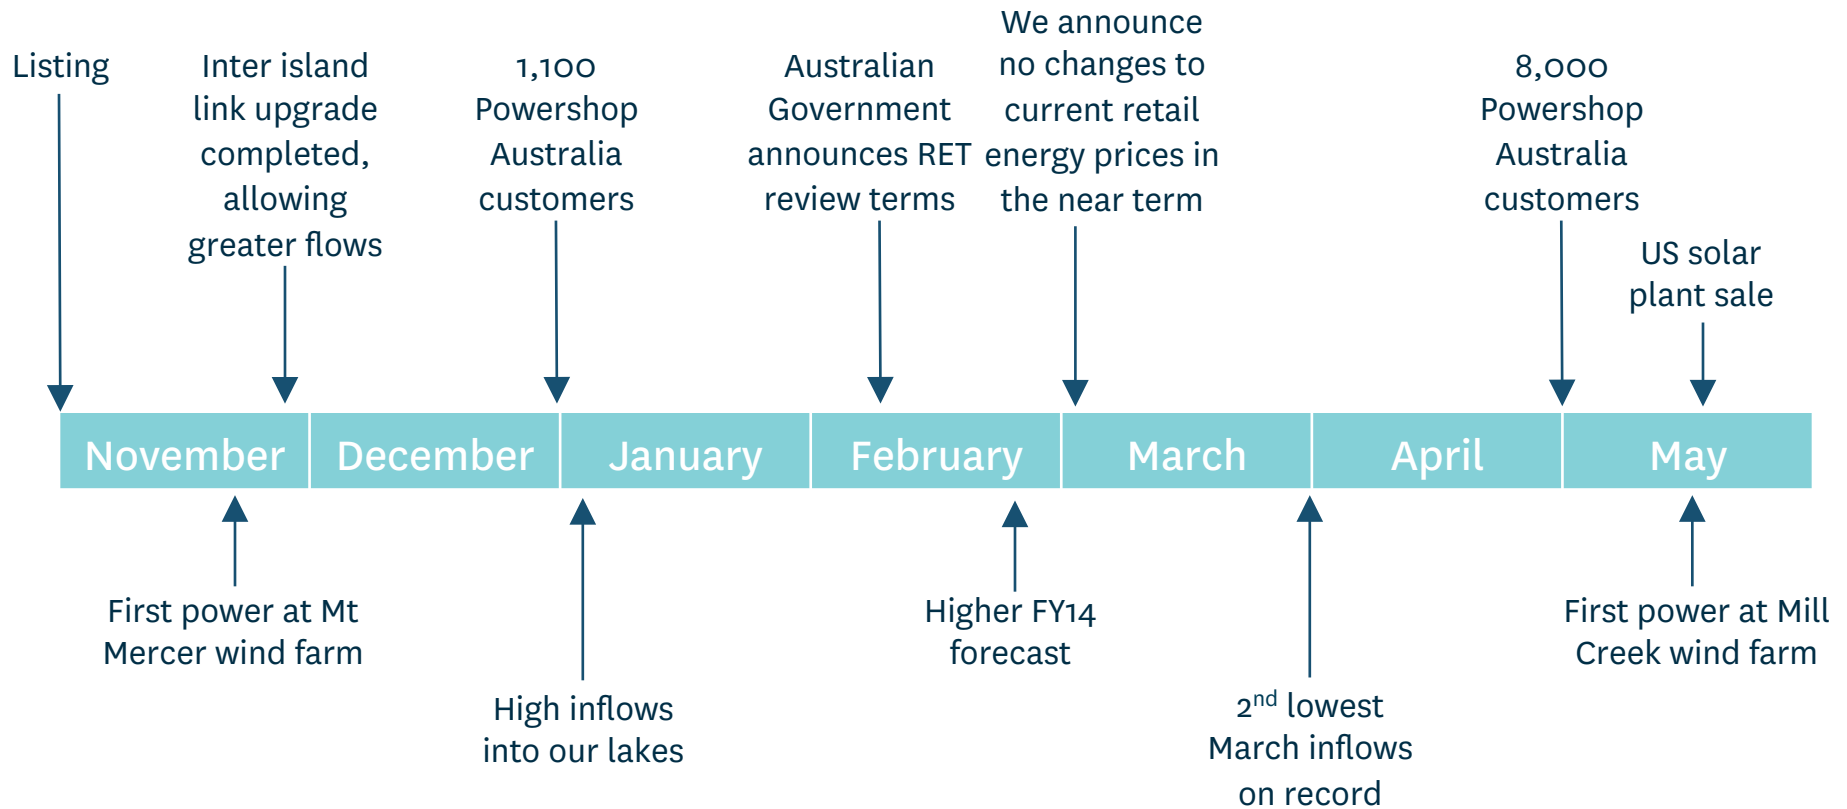 Listing
Inter island
link upgrade
completed,
allowing
greater flows
1,100
Powershop
Australia
customers
Australian
Government
announces RET
review terms
We announce
no changes to
current retail
energy prices in
the near term
8,000
Powershop
Australia
customers
US solar
plant sale
November
December
January
February
March
April
May
First power at Mt
Mercer wind farm
High inflows
into our lakes
Higher FY14
forecast
2nd lowest
March inflows
on record
First power at Mill
Creek wind farm